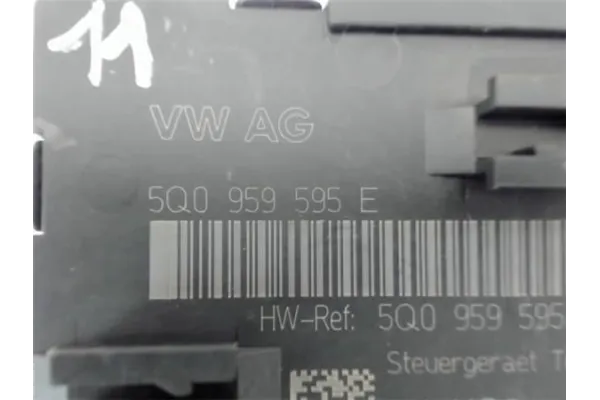 11
VW AG
5Q0 959 595 E
HW-Ref: 5Q0 959 595
Steuergeraet T